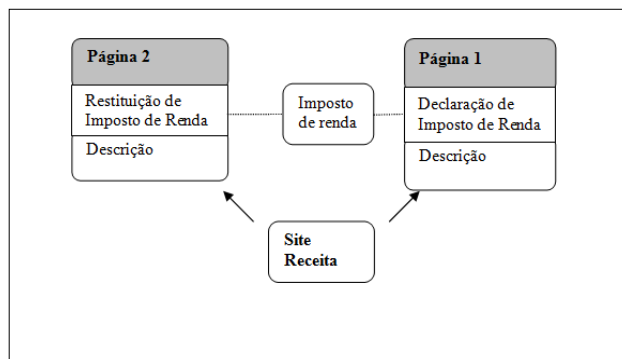 Página 2
Restituição de
Imposto de Renda
Descrição
Imposto
de renda
Página 1
Declaração de
Imposto de Renda
Descrição
Site
Receita